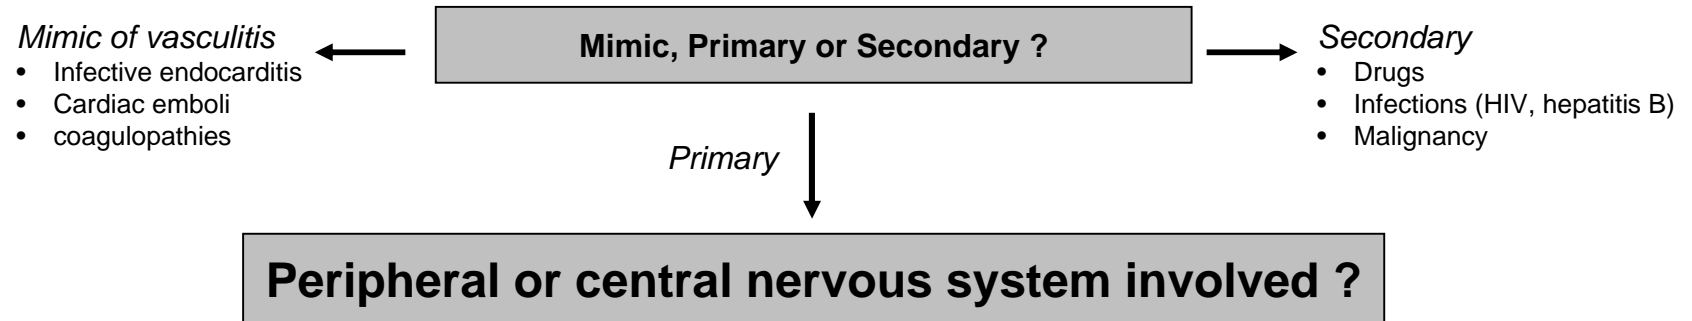 Mimic, Primary or Secondary ?
Mimic of vasculitis
• Infective endocarditis
• Cardiac emboli
• coagulopathies
Secondary
• Drugs
• Infections (HIV, hepatitis B)
• Malignancy
Primary
Peripheral or central nervous system involved ?